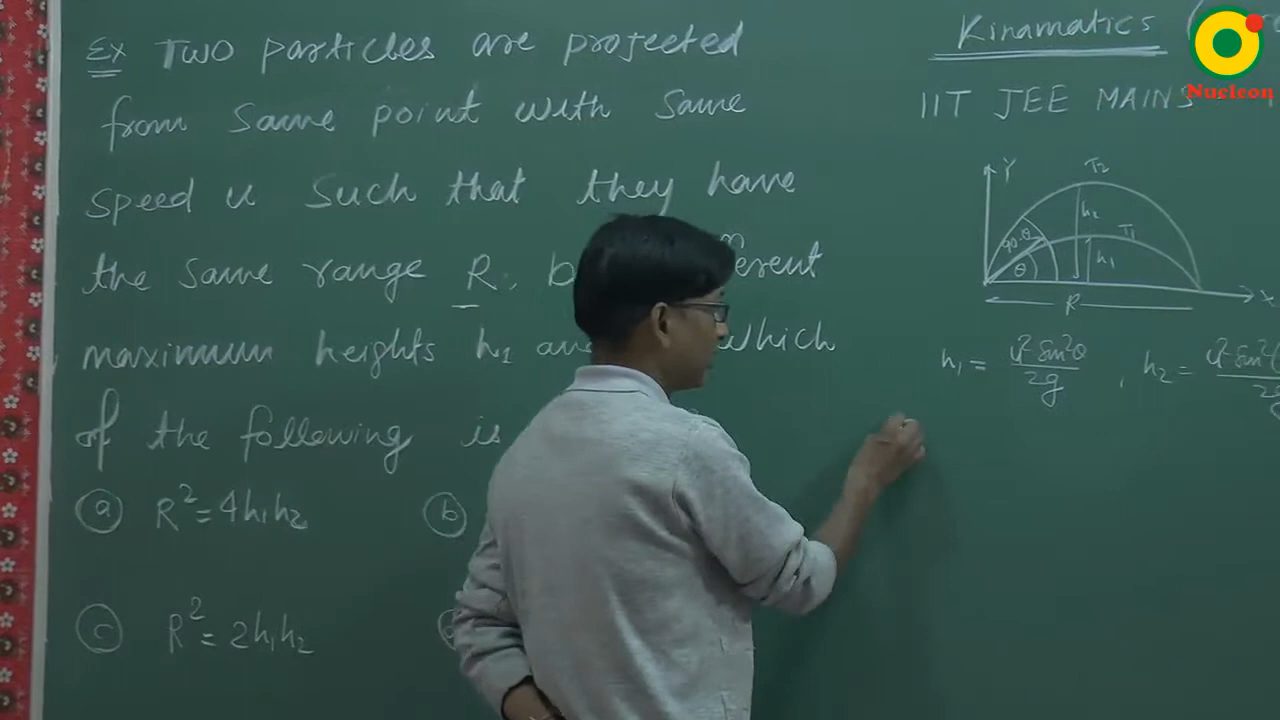 Ex Two particles are projected
from same point with same
speed u such that they have
the same range R, 
maximum heights h1 which
of the following is
(a) R² = 4h1h2
(b)
(c) R² = 2h1h2
Kinamatics (
Nucleon
IIT JEE MAINS
Y T2
h2
90-θ T1
θ h1
X
R
h1 = u² Sin²θ / 2g , h2 = u² Sin²(